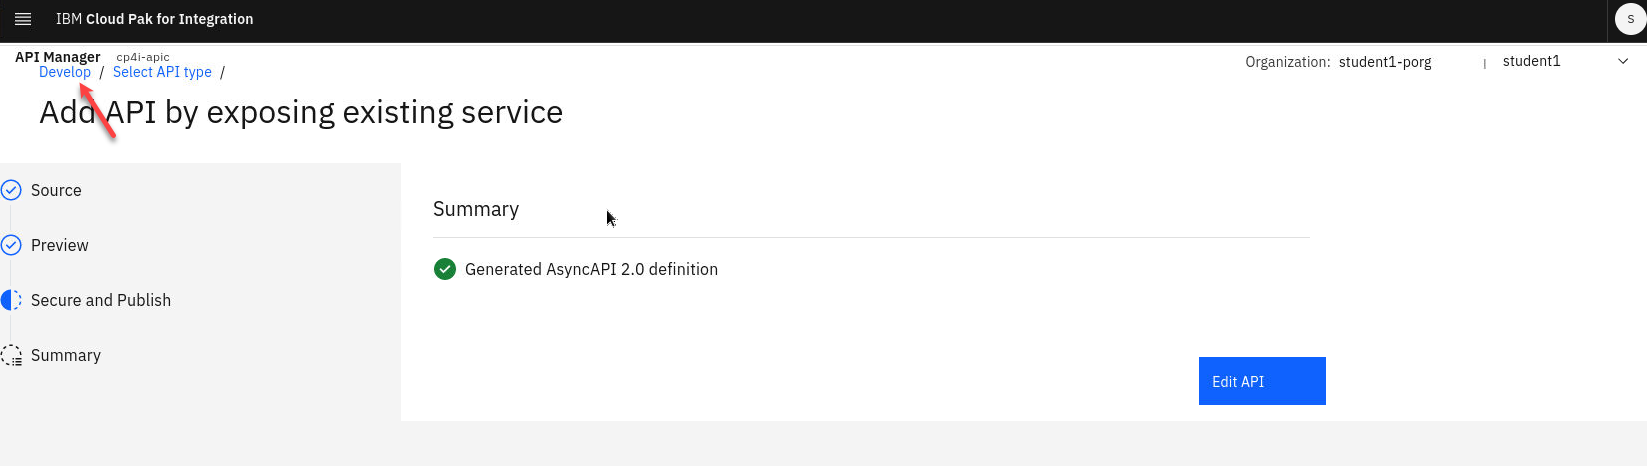 IBM Cloud Pak for Integration
S
API Manager cp4i-apic
Develop / Select API type /
Organization: student1-porg | student1
Add API by exposing existing service
Source
Preview
Secure and Publish
Summary
Summary
Generated AsyncAPI 2.0 definition
Edit API